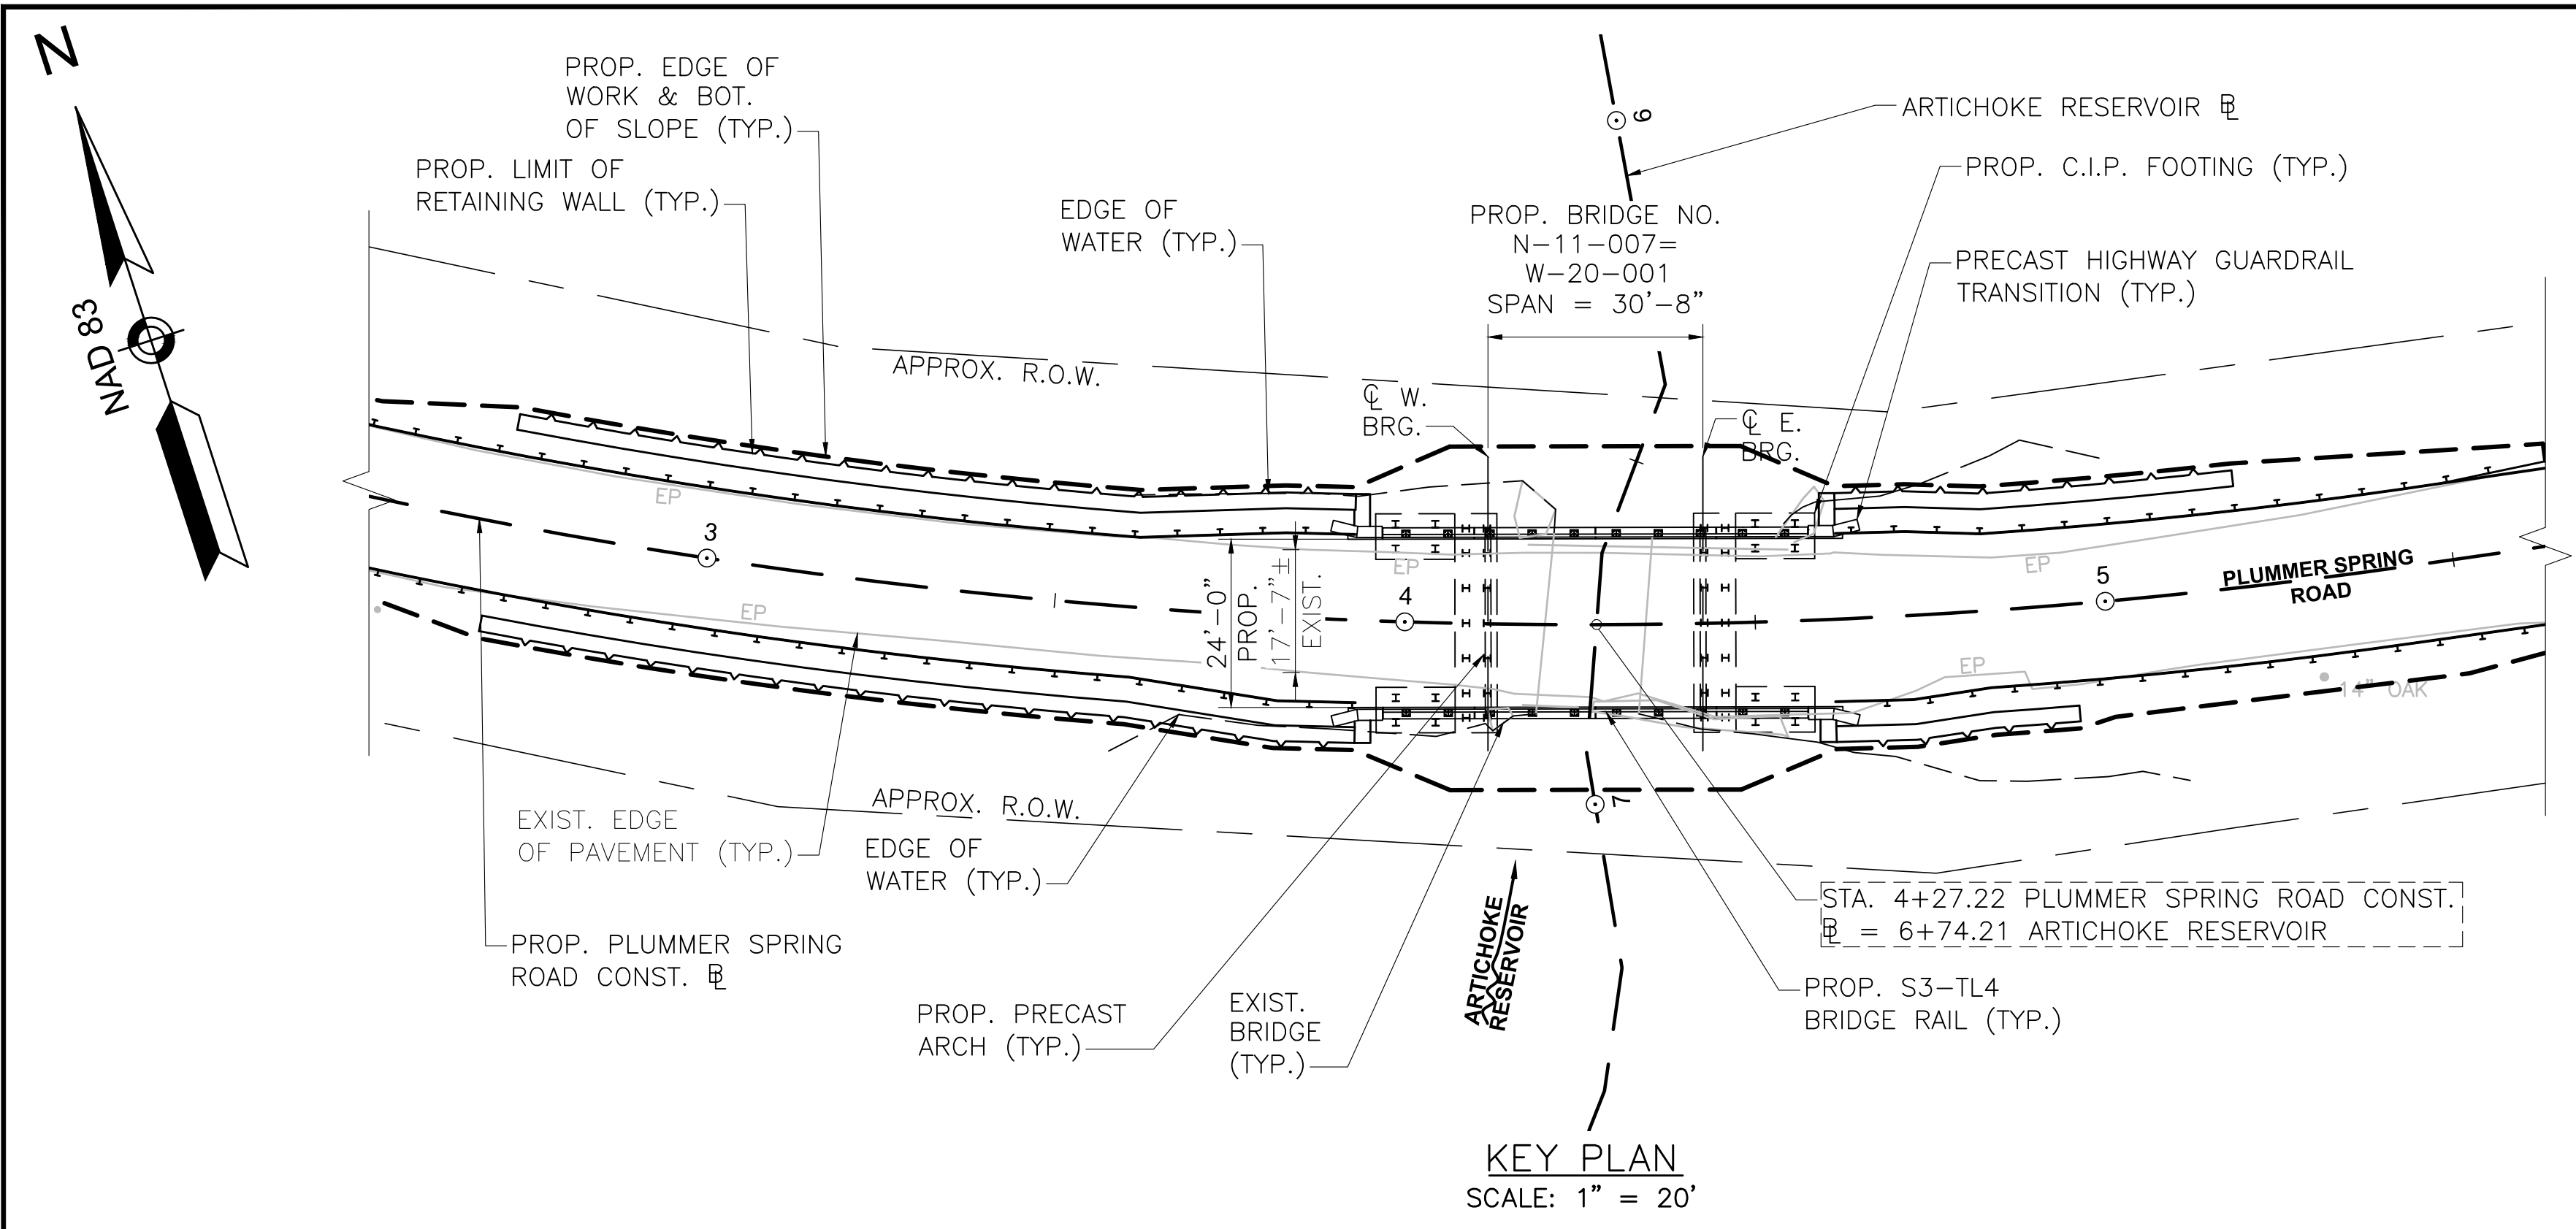 N
NAD 83
PROP. EDGE OF
WORK & BOT.
OF SLOPE (TYP.)
PROP. LIMIT OF
RETAINING WALL (TYP.)
EDGE OF
WATER (TYP.)
PROP. BRIDGE NO.
N-11-007=
W-20-001
SPAN = 30'-8"
6
ARTICHOKE RESERVOIR ℄
PROP. C.I.P. FOOTING (TYP.)
PRECAST HIGHWAY GUARDRAIL
TRANSITION (TYP.)
APPROX. R.O.W.
℄ W.
BRG.
℄ E.
BRG.
EP
3
EP
24'-0"
PROP.
17'-7"±
EXIST.
EP
4
EP
5
PLUMMER SPRING
ROAD
EP
14" OAK
7
APPROX. R.O.W.
EXIST. EDGE
OF PAVEMENT (TYP.)
EDGE OF
WATER (TYP.)
PROP. PLUMMER SPRING
ROAD CONST. ℄
PROP. PRECAST
ARCH (TYP.)
EXIST.
BRIDGE
(TYP.)
ARTICHOKE
RESERVOIR
STA. 4+27.22 PLUMMER SPRING ROAD CONST.
℄ = 6+74.21 ARTICHOKE RESERVOIR
PROP. S3-TL4
BRIDGE RAIL (TYP.)
KEY PLAN
SCALE: 1" = 20'